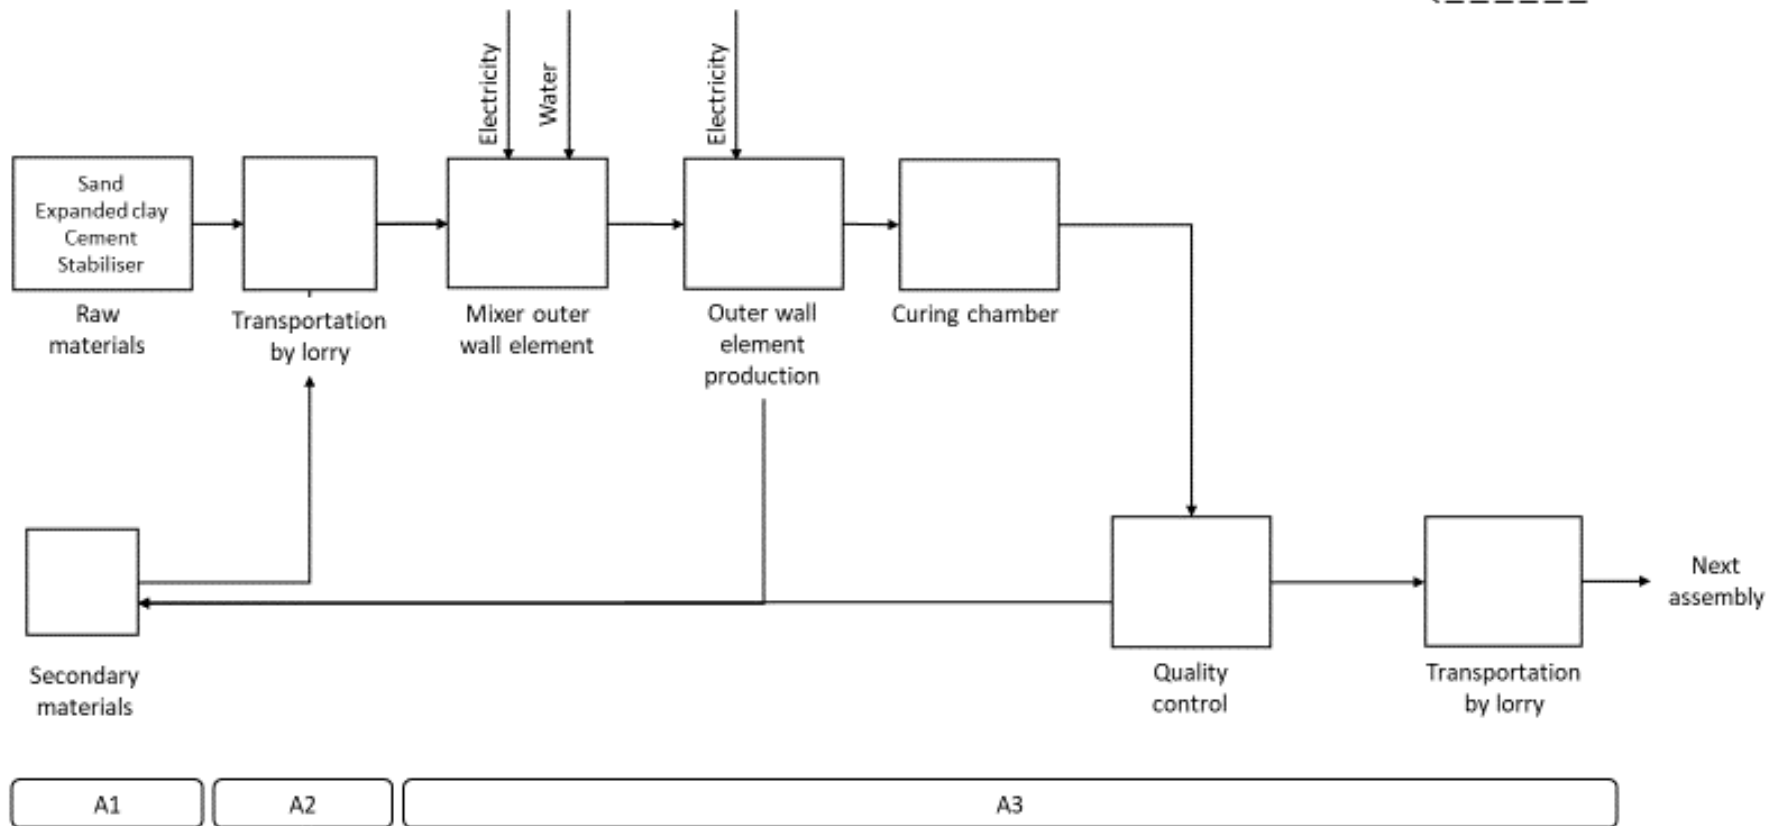 Electricity
Water
Electricity
Sand
Expanded clay
Cement
Stabiliser
Raw
materials
Transportation
by lorry
Mixer outer
wall element
Outer wall
element
production
Curing chamber
Next
assembly
Secondary
materials
Quality
control
Transportation
by lorry
A1
A2
A3